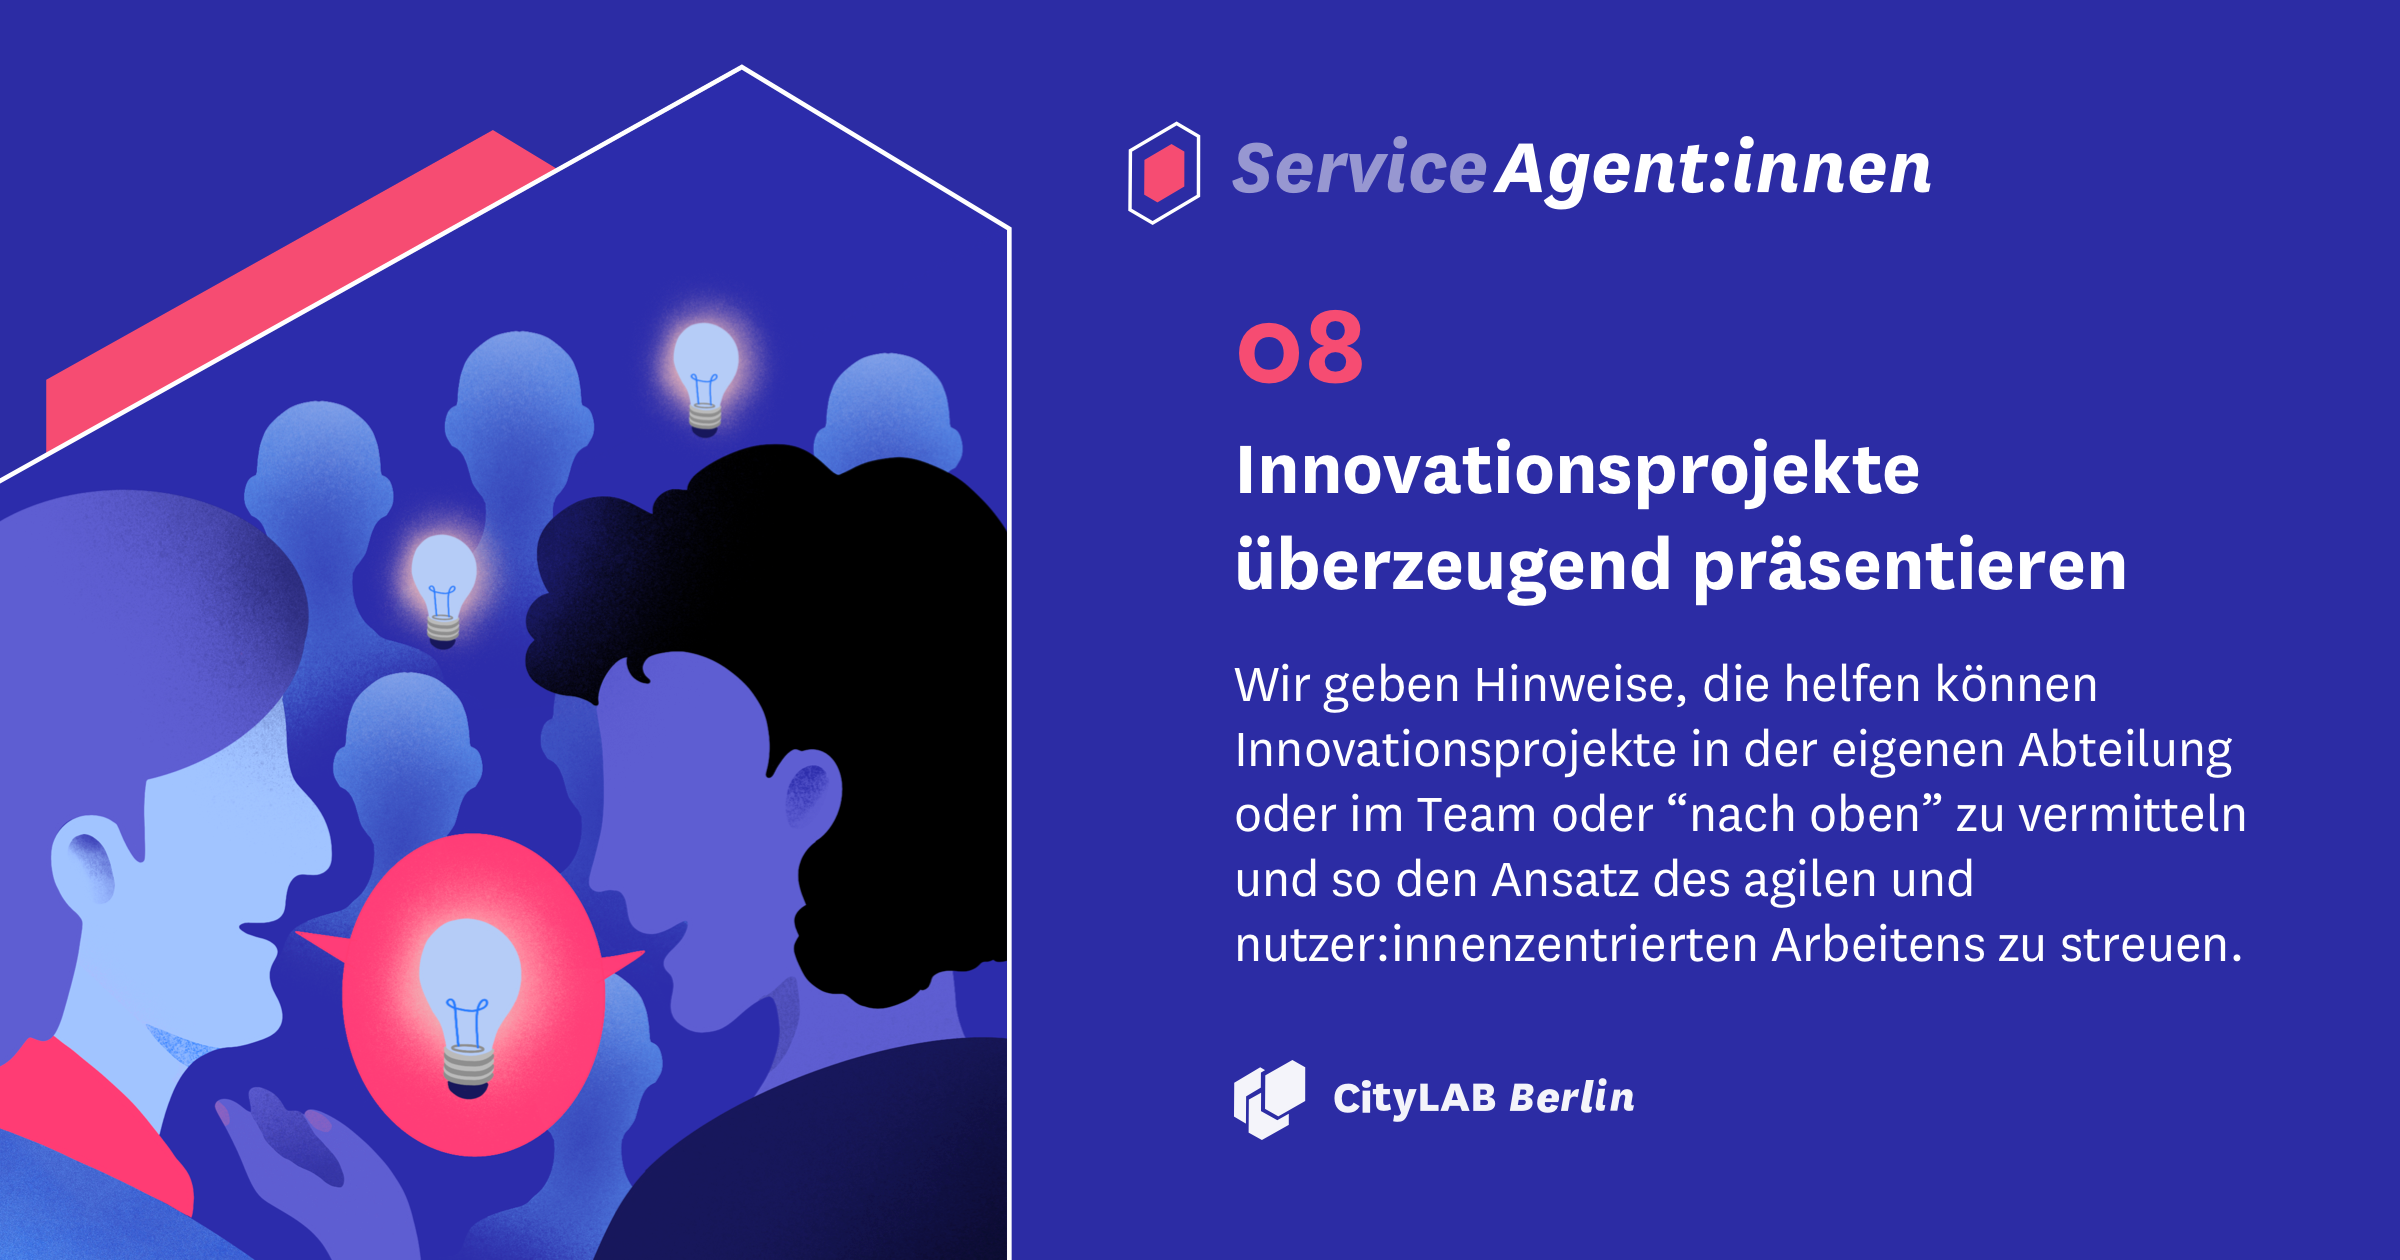 Service Agent:innen
08
Innovationsprojekte
überzeugend präsentieren
Wir geben Hinweise, die helfen können
Innovationsprojekte in der eigenen Abteilung
oder im Team oder “nach oben” zu vermitteln
und so den Ansatz des agilen und
nutzer:innenzentrierten Arbeitens zu streuen.
CityLAB Berlin